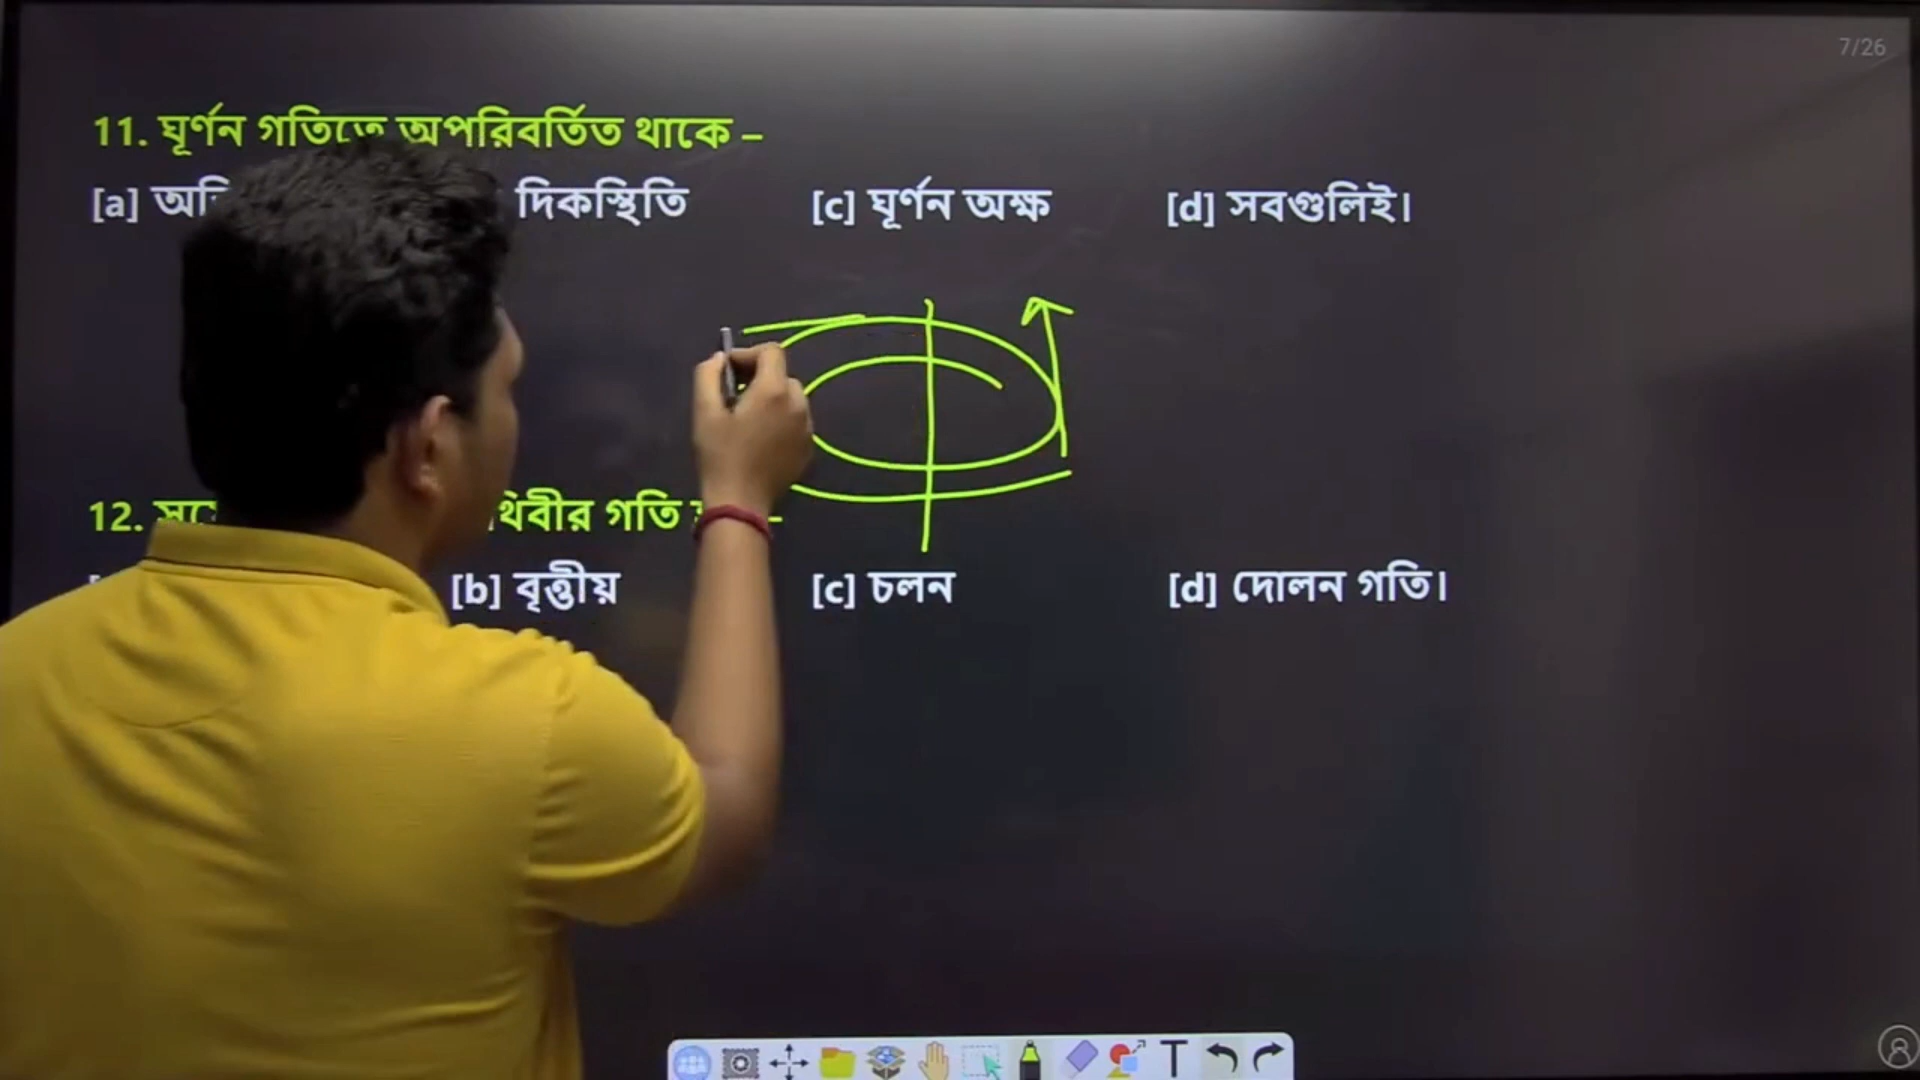 7/26
11. ঘূর্ণন গতিতে অপরিবর্তিত থাকে –
[a] দিকস্থিতি [c] ঘূর্ণন অক্ষ [d] সবগুলিই।
12. গতি –
[b] বৃত্তীয় [c] চলন [d] দোলন গতি।
T